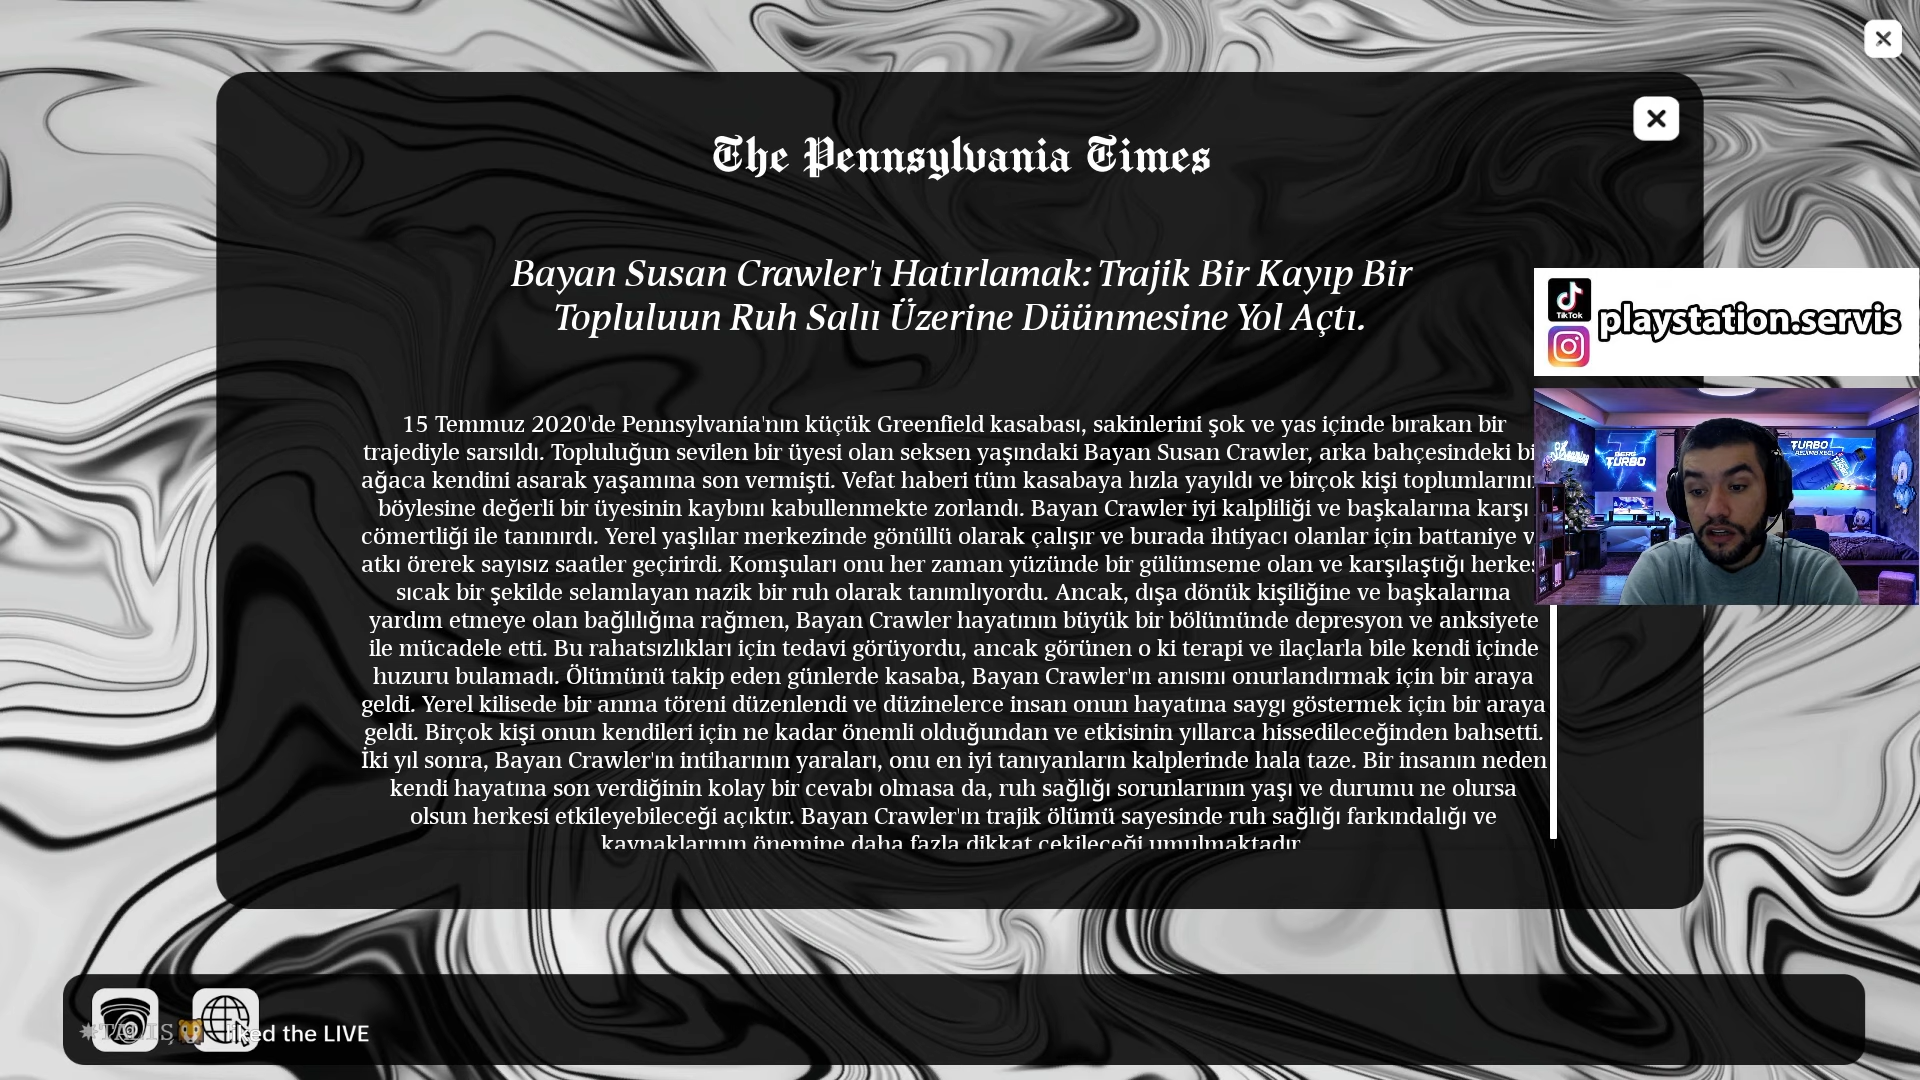 The Pennsylvania Times
Bayan Susan Crawler'ı Hatırlamak: Trajik Bir Kayıp Bir
Topluluun Ruh Salıı Üzerine Düünmesine Yol Açtı.
15 Temmuz 2020'de Pennsylvania'nın küçük Greenfield kasabası, sakinlerini şok ve yas içinde bırakan bir
trajediyle sarsıldı. Topluluğun sevilen bir üyesi olan seksen yaşındaki Bayan Susan Crawler, arka bahçesindeki bi
ağaca kendini asarak yaşamına son vermişti. Vefat haberi tüm kasabaya hızla yayıldı ve birçok kişi toplumlarını
böylesine değerli bir üyesinin kaybını kabullenmekte zorlandı. Bayan Crawler iyi kalpliliği ve başkalarına karşı
cömertliği ile tanınırdı. Yerel yaşlılar merkezinde gönüllü olarak çalışır ve burada ihtiyacı olanlar için battaniye v
atkı örerek sayısız saatler geçirirdi. Komşuları onu her zaman yüzünde bir gülümseme olan ve karşılaştığı herkes
sıcak bir şekilde selamlayan nazik bir ruh olarak tanımlıyordu. Ancak, dışa dönük kişiliğine ve başkalarına
yardım etmeye olan bağlılığına rağmen, Bayan Crawler hayatının büyük bir bölümünde depresyon ve anksiyete
ile mücadele etti. Bu rahatsızlıkları için tedavi görüyordu, ancak görünen o ki terapi ve ilaçlarla bile kendi içinde
huzuru bulamadı. Ölümünü takip eden günlerde kasaba, Bayan Crawler'ın anısını onurlandırmak için bir araya
geldi. Yerel kilisede bir anma töreni düzenlendi ve düzinelerce insan onun hayatına saygı göstermek için bir araya
geldi. Birçok kişi onun kendileri için ne kadar önemli olduğundan ve etkisinin yıllarca hissedileceğinden bahsetti.
İki yıl sonra, Bayan Crawler'ın intiharının yaraları, onu en iyi tanıyanların kalplerinde hala taze. Bir insanın neden
kendi hayatına son verdiğinin kolay bir cevabı olmasa da, ruh sağlığı sorunlarının yaşı ve durumu ne olursa
olsun herkesi etkileyebileceği açıktır. Bayan Crawler'ın trajik ölümü sayesinde ruh sağlığı farkındalığı ve
kaynaklarının önemine daha fazla dikkat çekileceği umulmaktadır
TikTok
playstation.servis
TURBO
TURBO
liked the LIVE